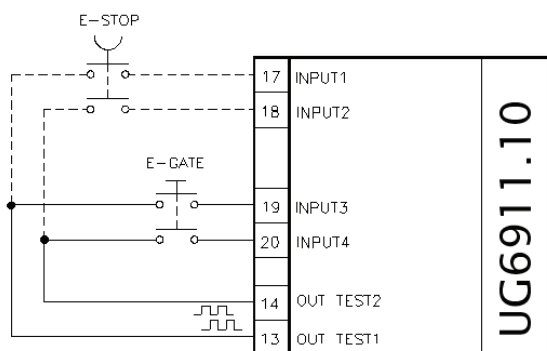 E-STOP
17 INPUT1
18 INPUT2
E-GATE
19 INPUT3
20 INPUT4
14 OUT TEST2
13 OUT TEST1
UG6911.10